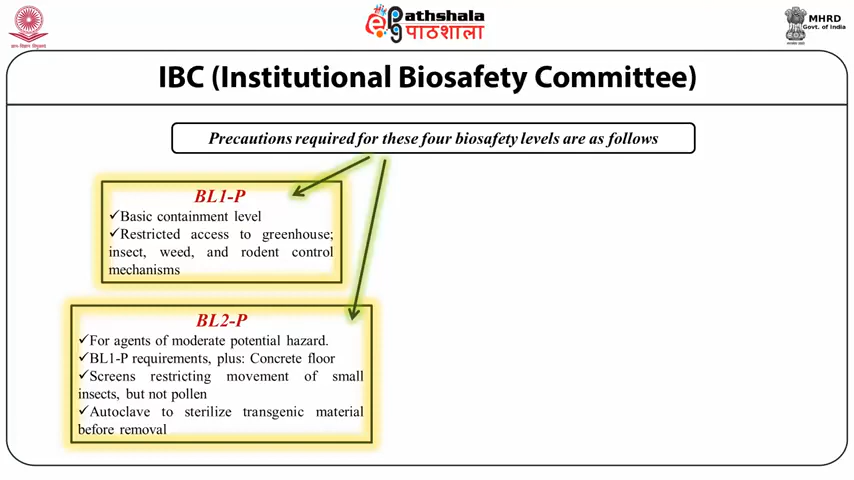 Pathshala
पाठशाला
MHRD
Govt. of India
IBC (Institutional Biosafety Committee)
Precautions required for these four biosafety levels are as follows
BL1-P
✓Basic containment level
✓Restricted access to greenhouse;
insect, weed, and rodent control
mechanisms
BL2-P
✓For agents of moderate potential hazard.
✓BL1-P requirements, plus: Concrete floor
✓Screens restricting movement of small
insects, but not pollen
✓Autoclave to sterilize transgenic material
before removal